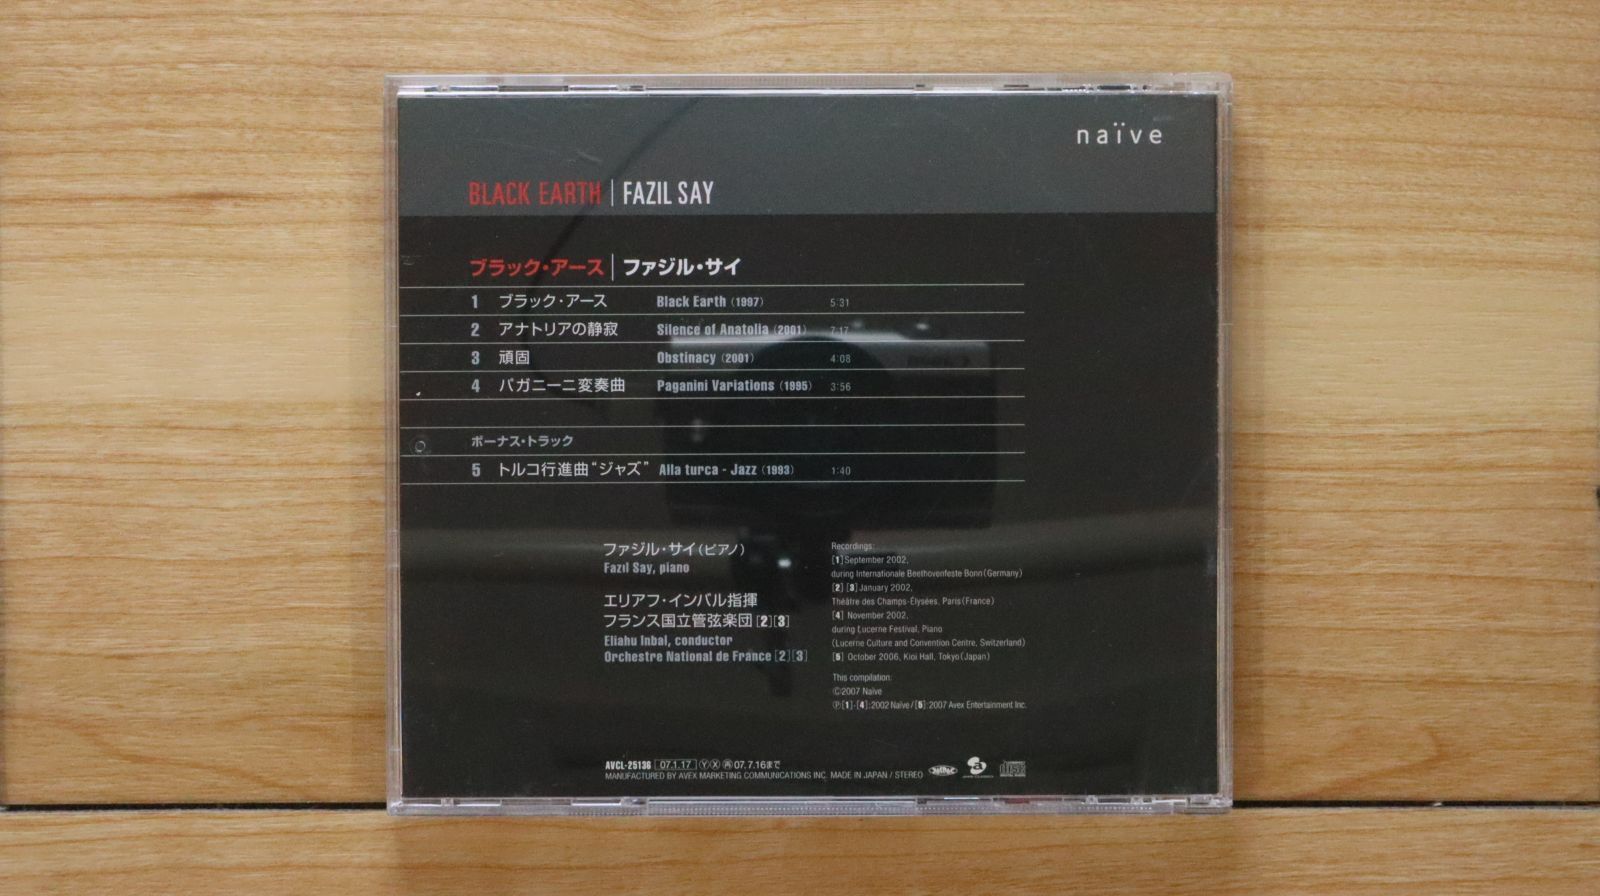 naïve
BLACK EARTH | FAZIL SAY
ブラック・アース | ファジル・サイ
1 ブラック・アース Black Earth (1997) 5:31
2 アナトリアの静寂 Silence of Anatolia (2001) 7:17
3 頑固 Obstinacy (2001) 4:08
4 パガニーニ変奏曲 Paganini Variations (1995) 3:56
ボーナス・トラック
5 トルコ行進曲“ジャズ” Alla turca - Jazz (1993) 1:40
ファジル・サイ(ピアノ)
Fazıl Say, piano
エリアフ・インバル指揮
フランス国立管弦楽団[2][3]
Eliahu Inbal, conductor
Orchestre National de France [2][3]
Recordings:
[1]September 2002,
during Internationale Beethovenfeste Bonn(Germany)
[2] [3]January 2002,
Théâtre des Champs-Élysées, Paris(France)
[4] November 2002,
during Lucerne Festival, Piano
(Lucerne Culture and Convention Centre, Switzerland)
[5] October 2006, Kioi Hall, Tokyo(Japan)
This compilation:
©2007 Naïve
℗[1]-[4]:2002 Naïve/[5]:2007 Avex Entertainment Inc.
AVCL-25136 07.1.17 ⓎⓍ㊢07.7.16まで
MANUFACTURED BY AVEX MARKETING COMMUNICATIONS INC. MADE IN JAPAN / STEREO